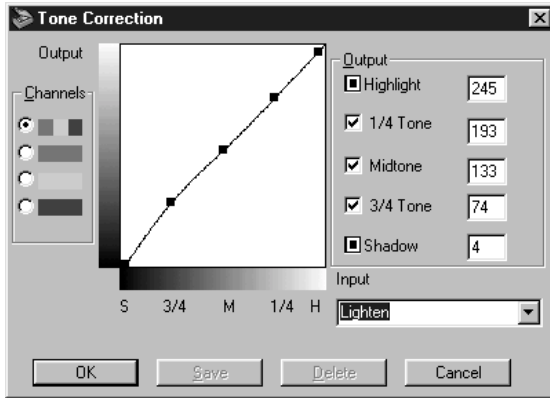 Tone Correction
Output
Channels
Output
Highlight 245
1/4 Tone 193
Midtone 133
3/4 Tone 74
Shadow 4
S 3/4 M 1/4 H
Input
Lighten
OK Save Delete Cancel